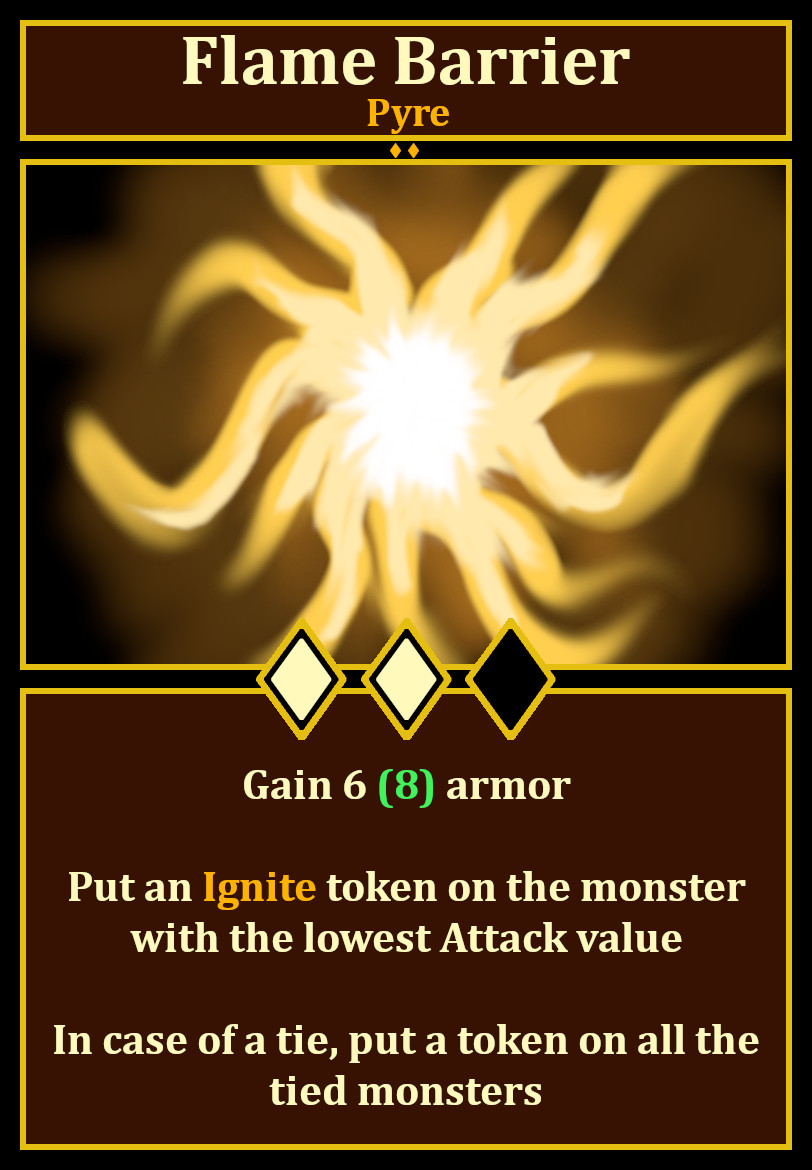 Flame Barrier
Pyre
Gain 6 (8) armor
Put an Ignite token on the monster
with the lowest Attack value
In case of a tie, put a token on all the
tied monsters